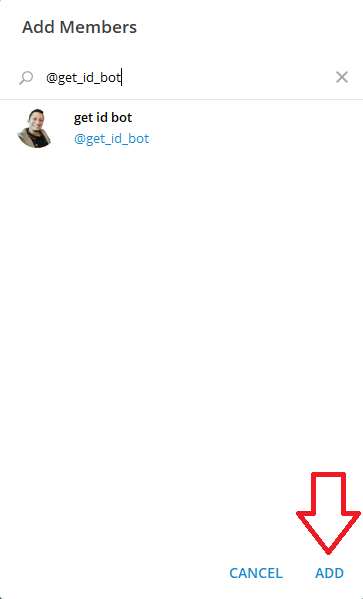 Add Members
@get_id_bot
get id bot
@get_id_bot
CANCEL ADD